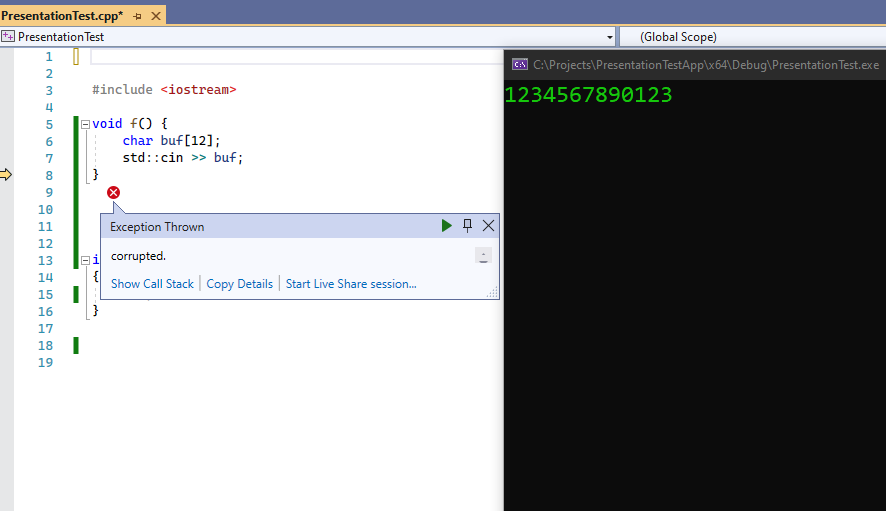 PresentationTest.cpp*
PresentationTest
(Global Scope)
1
2
3 #include <iostream>
4
5 void f() {
6 char buf[12];
7 std::cin >> buf;
8 }
9
10
11
12
13 i
14 {
15
16 }
17
18
19
Exception Thrown
corrupted.
Show Call Stack | Copy Details | Start Live Share session...
C:\Projects\PresentationTestApp\x64\Debug\PresentationTest.exe
1234567890123